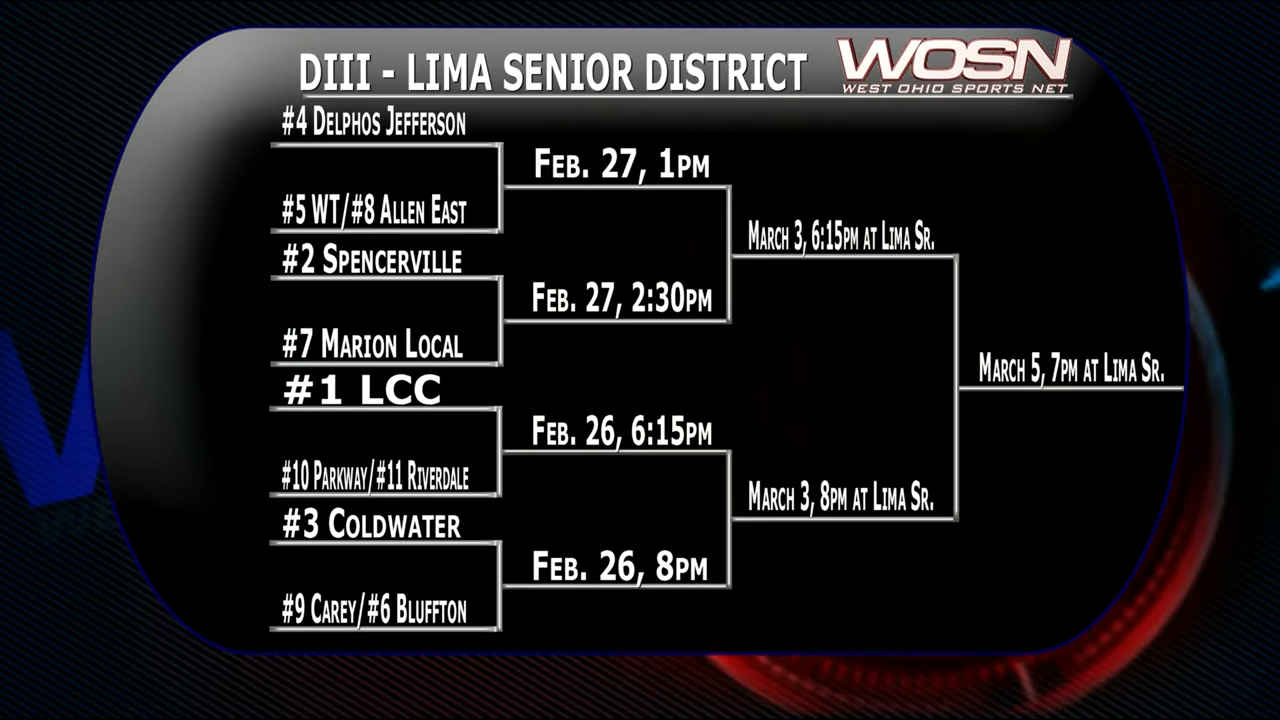 DIII - LIMA SENIOR DISTRICT
WOSN
WEST OHIO SPORTS NET
#4 DELPHOS JEFFERSON
FEB. 27, 1PM
#5 WT/#8 ALLEN EAST
#2 SPENCERVILLE
MARCH 3, 6:15PM AT LIMA SR.
FEB. 27, 2:30PM
#7 MARION LOCAL
#1 LCC
MARCH 5, 7PM AT LIMA SR.
FEB. 26, 6:15PM
#10 PARKWAY/#11 RIVERDALE
#3 COLDWATER
MARCH 3, 8PM AT LIMA SR.
FEB. 26, 8PM
#9 CAREY/#6 BLUFFTON